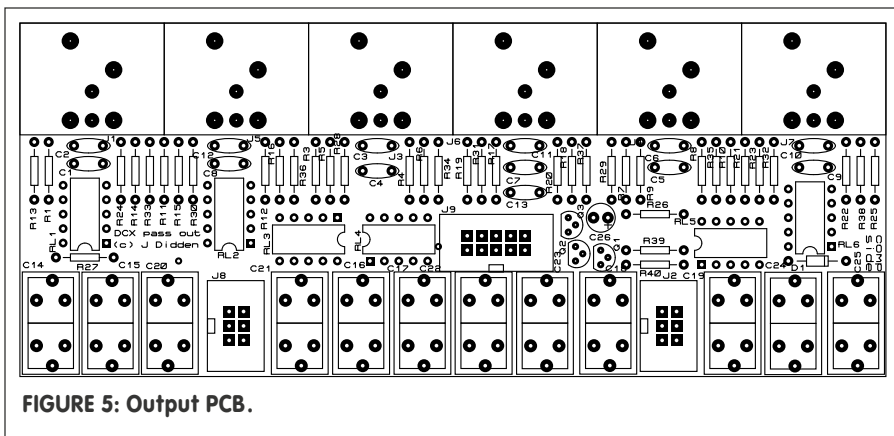 C2
J1
C12
J5
R16
R3
R5
R8
C3
J3
R6
J6
R31
R17
C11
R18
R37
R29
C6
R8
R35
R10
R21
R23
R32
J7
C10
C1
C8
R36
C4
R4
R34
R19
C7
R20
C5
C9
R13
R1
R24
R14
R33
R11
R15
R30
R12
C13
R7
R9
R26
R22
R38
R25
RL1
DCX pass out
(c) J Didden
RL2
RL3
RL4
J9
Q3
C26
+
Q2
Q1
R39
R40
RL5
RL6
comp side
C14
R27
C15
C20
J8
C21
C16
C17
C22
C23
C18
J2
C19
C24
D1
C25
FIGURE 5: Output PCB.